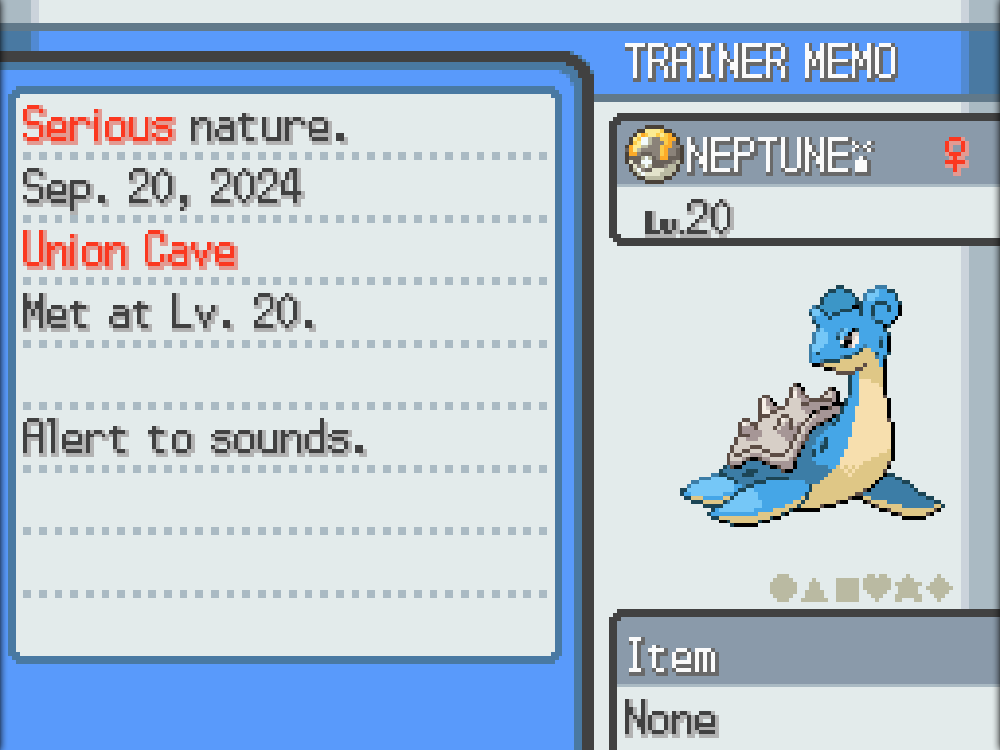 TRAINER MEMO
Serious nature.
Sep. 20, 2024
Union Cave
Met at Lv. 20.
Alert to sounds.
NEPTUNE ♀
Lv.20
Item
None